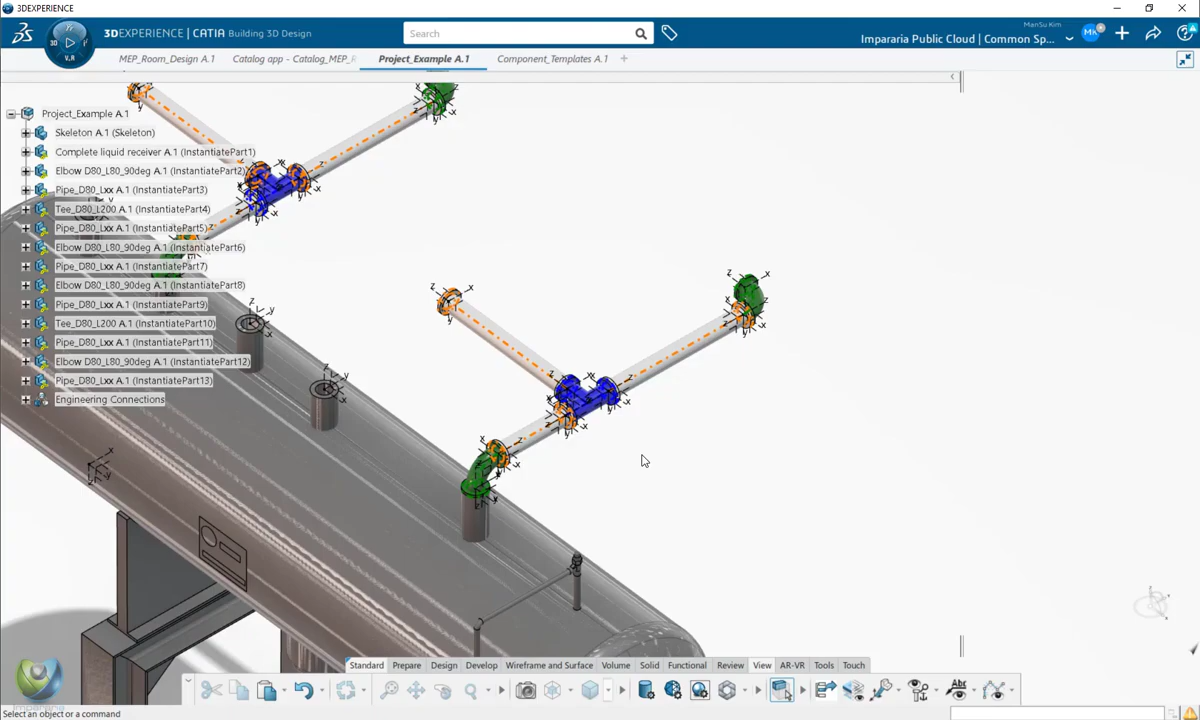 3DEXPERIENCE
3DEXPERIENCE | CATIA Building 3D Design
Search
ManSu Kim
Impararia Public Cloud | Common Sp...
3D
V.R
MEP_Room_Design A.1
Catalog app - Catalog_MEP_R
Project_Example A.1
Component_Templates A.1
Project_Example A.1
Skeleton A.1 (Skeleton)
Complete liquid receiver A.1 (InstantiatePart1)
Elbow D80_L80_90deg A.1 (InstantiatePart2)
Pipe_D80_Lxx A.1 (InstantiatePart3)
Tee_D80_L200 A.1 (InstantiatePart4)
Pipe_D80_Lxx A.1 (InstantiatePart5)
Elbow D80_L80_90deg A.1 (InstantiatePart6)
Pipe_D80_Lxx A.1 (InstantiatePart7)
Elbow D80_L80_90deg A.1 (InstantiatePart8)
Pipe_D80_Lxx A.1 (InstantiatePart9)
Tee_D80_L200 A.1 (InstantiatePart10)
Pipe_D80_Lxx A.1 (InstantiatePart11)
Elbow D80_L80_90deg A.1 (InstantiatePart12)
Pipe_D80_Lxx A.1 (InstantiatePart13)
Engineering Connections
Standard Prepare Design Develop Wireframe and Surface Volume Solid Functional Review View AR-VR Tools Touch
Abc
Impararia
Select an object or a command